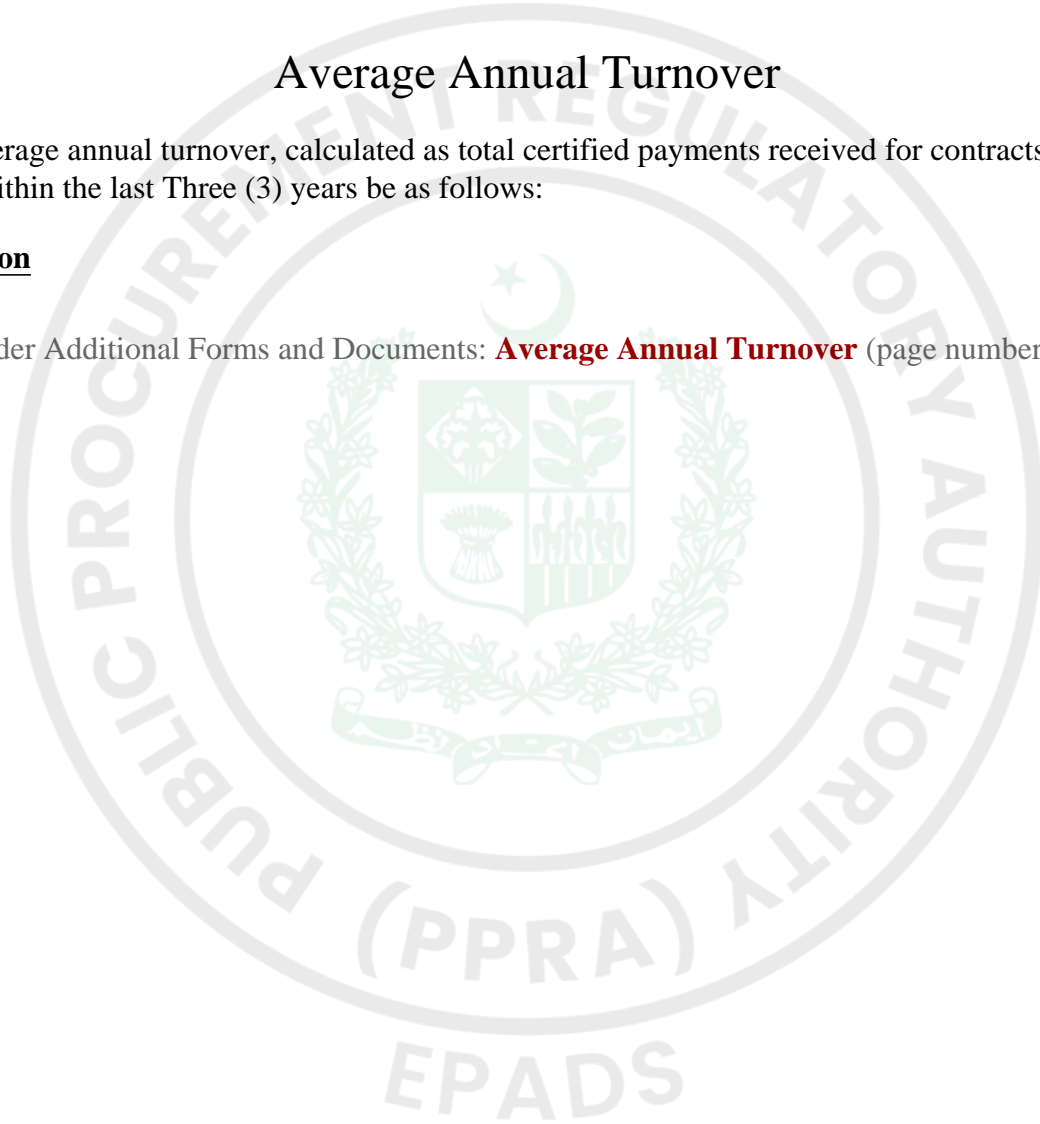 Average Annual Turnover
erage annual turnover, calculated as total certified payments received for contracts
ithin the last Three (3) years be as follows:
on
der Additional Forms and Documents: Average Annual Turnover (page number
PUBLIC PROCUREMENT REGULATORY AUTHORITY
(PPRA)
EPADS